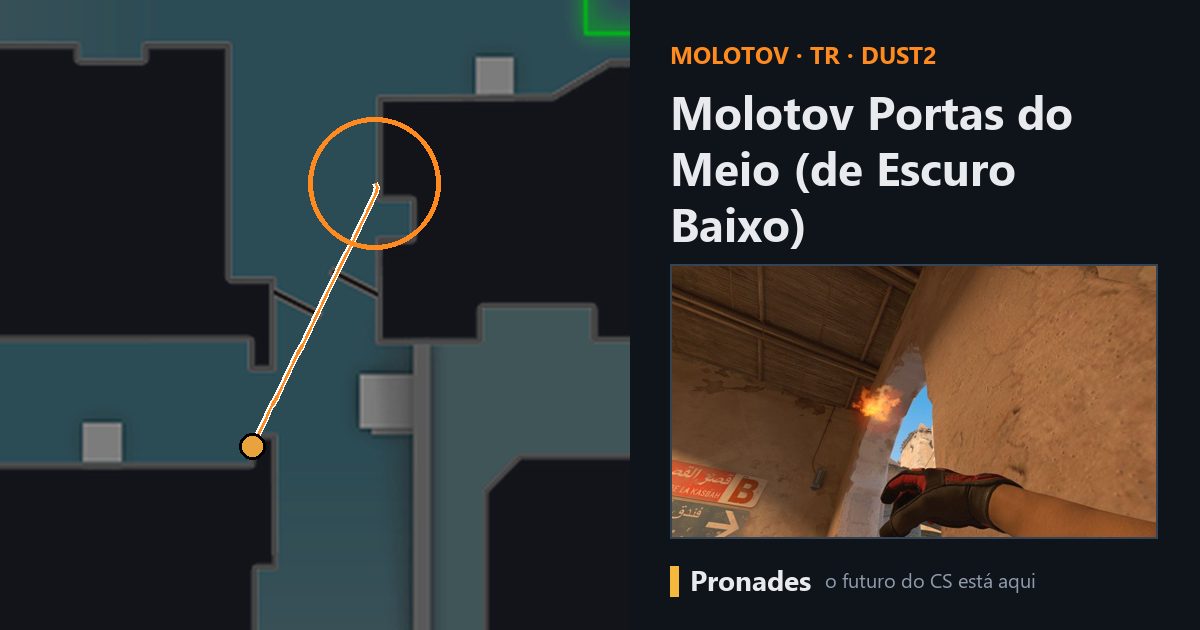 MOLOTOV · TR · DUST2
Molotov Portas do
Meio (de Escuro
Baixo)
B
Pronades
o futuro do CS está aqui